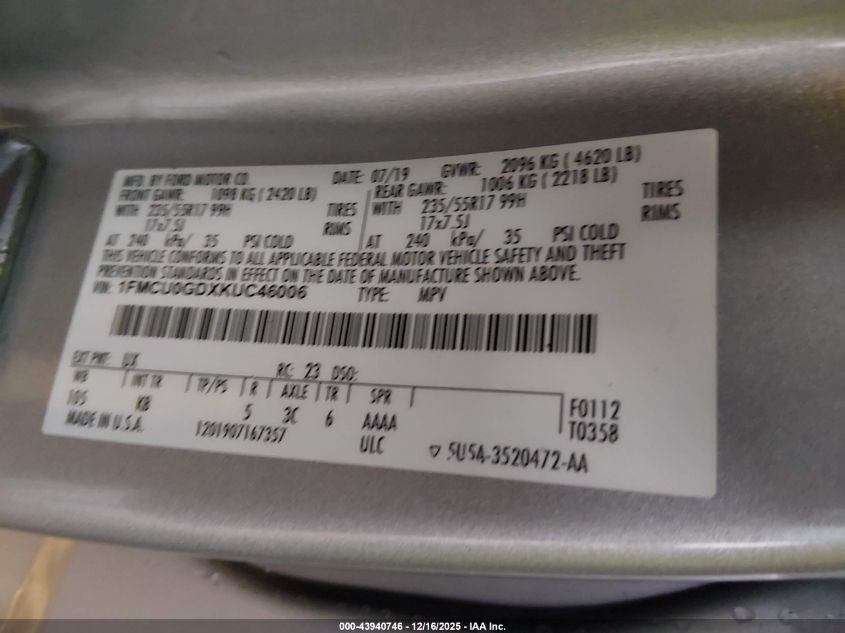 MFD. BY FORD MOTOR CO. DATE: 07/19 GVWR: 2096 KG ( 4620 LB)
FRONT GAWR: 1098 KG ( 2420 LB) REAR GAWR: 1006 KG ( 2218 LB)
WITH 235/55R17 99H TIRES WITH 235/55R17 99H TIRES
17x7.5J RIMS 17x7.5J RIMS
AT 240 kPa/ 35 PSI COLD AT 240 kPa/ 35 PSI COLD
THIS VEHICLE CONFORMS TO ALL APPLICABLE FEDERAL MOTOR VEHICLE SAFETY AND THEFT
PREVENTION STANDARDS IN EFFECT ON THE DATE OF MANUFACTURE SHOWN ABOVE.
VIN: 1FMCU0GDXKUC46006 TYPE: MPV
EXT PNT: UX RC: 23 DSO:
WB INT TR TP/PS R AXLE TR SPR
105 KB 5 3C 6 AAAA F0112
MADE IN U.S.A. 1201907167357 ULC T0358
▽ 5U5A-3520472-AA
000-43940746 - 12/16/2025 - IAA Inc.